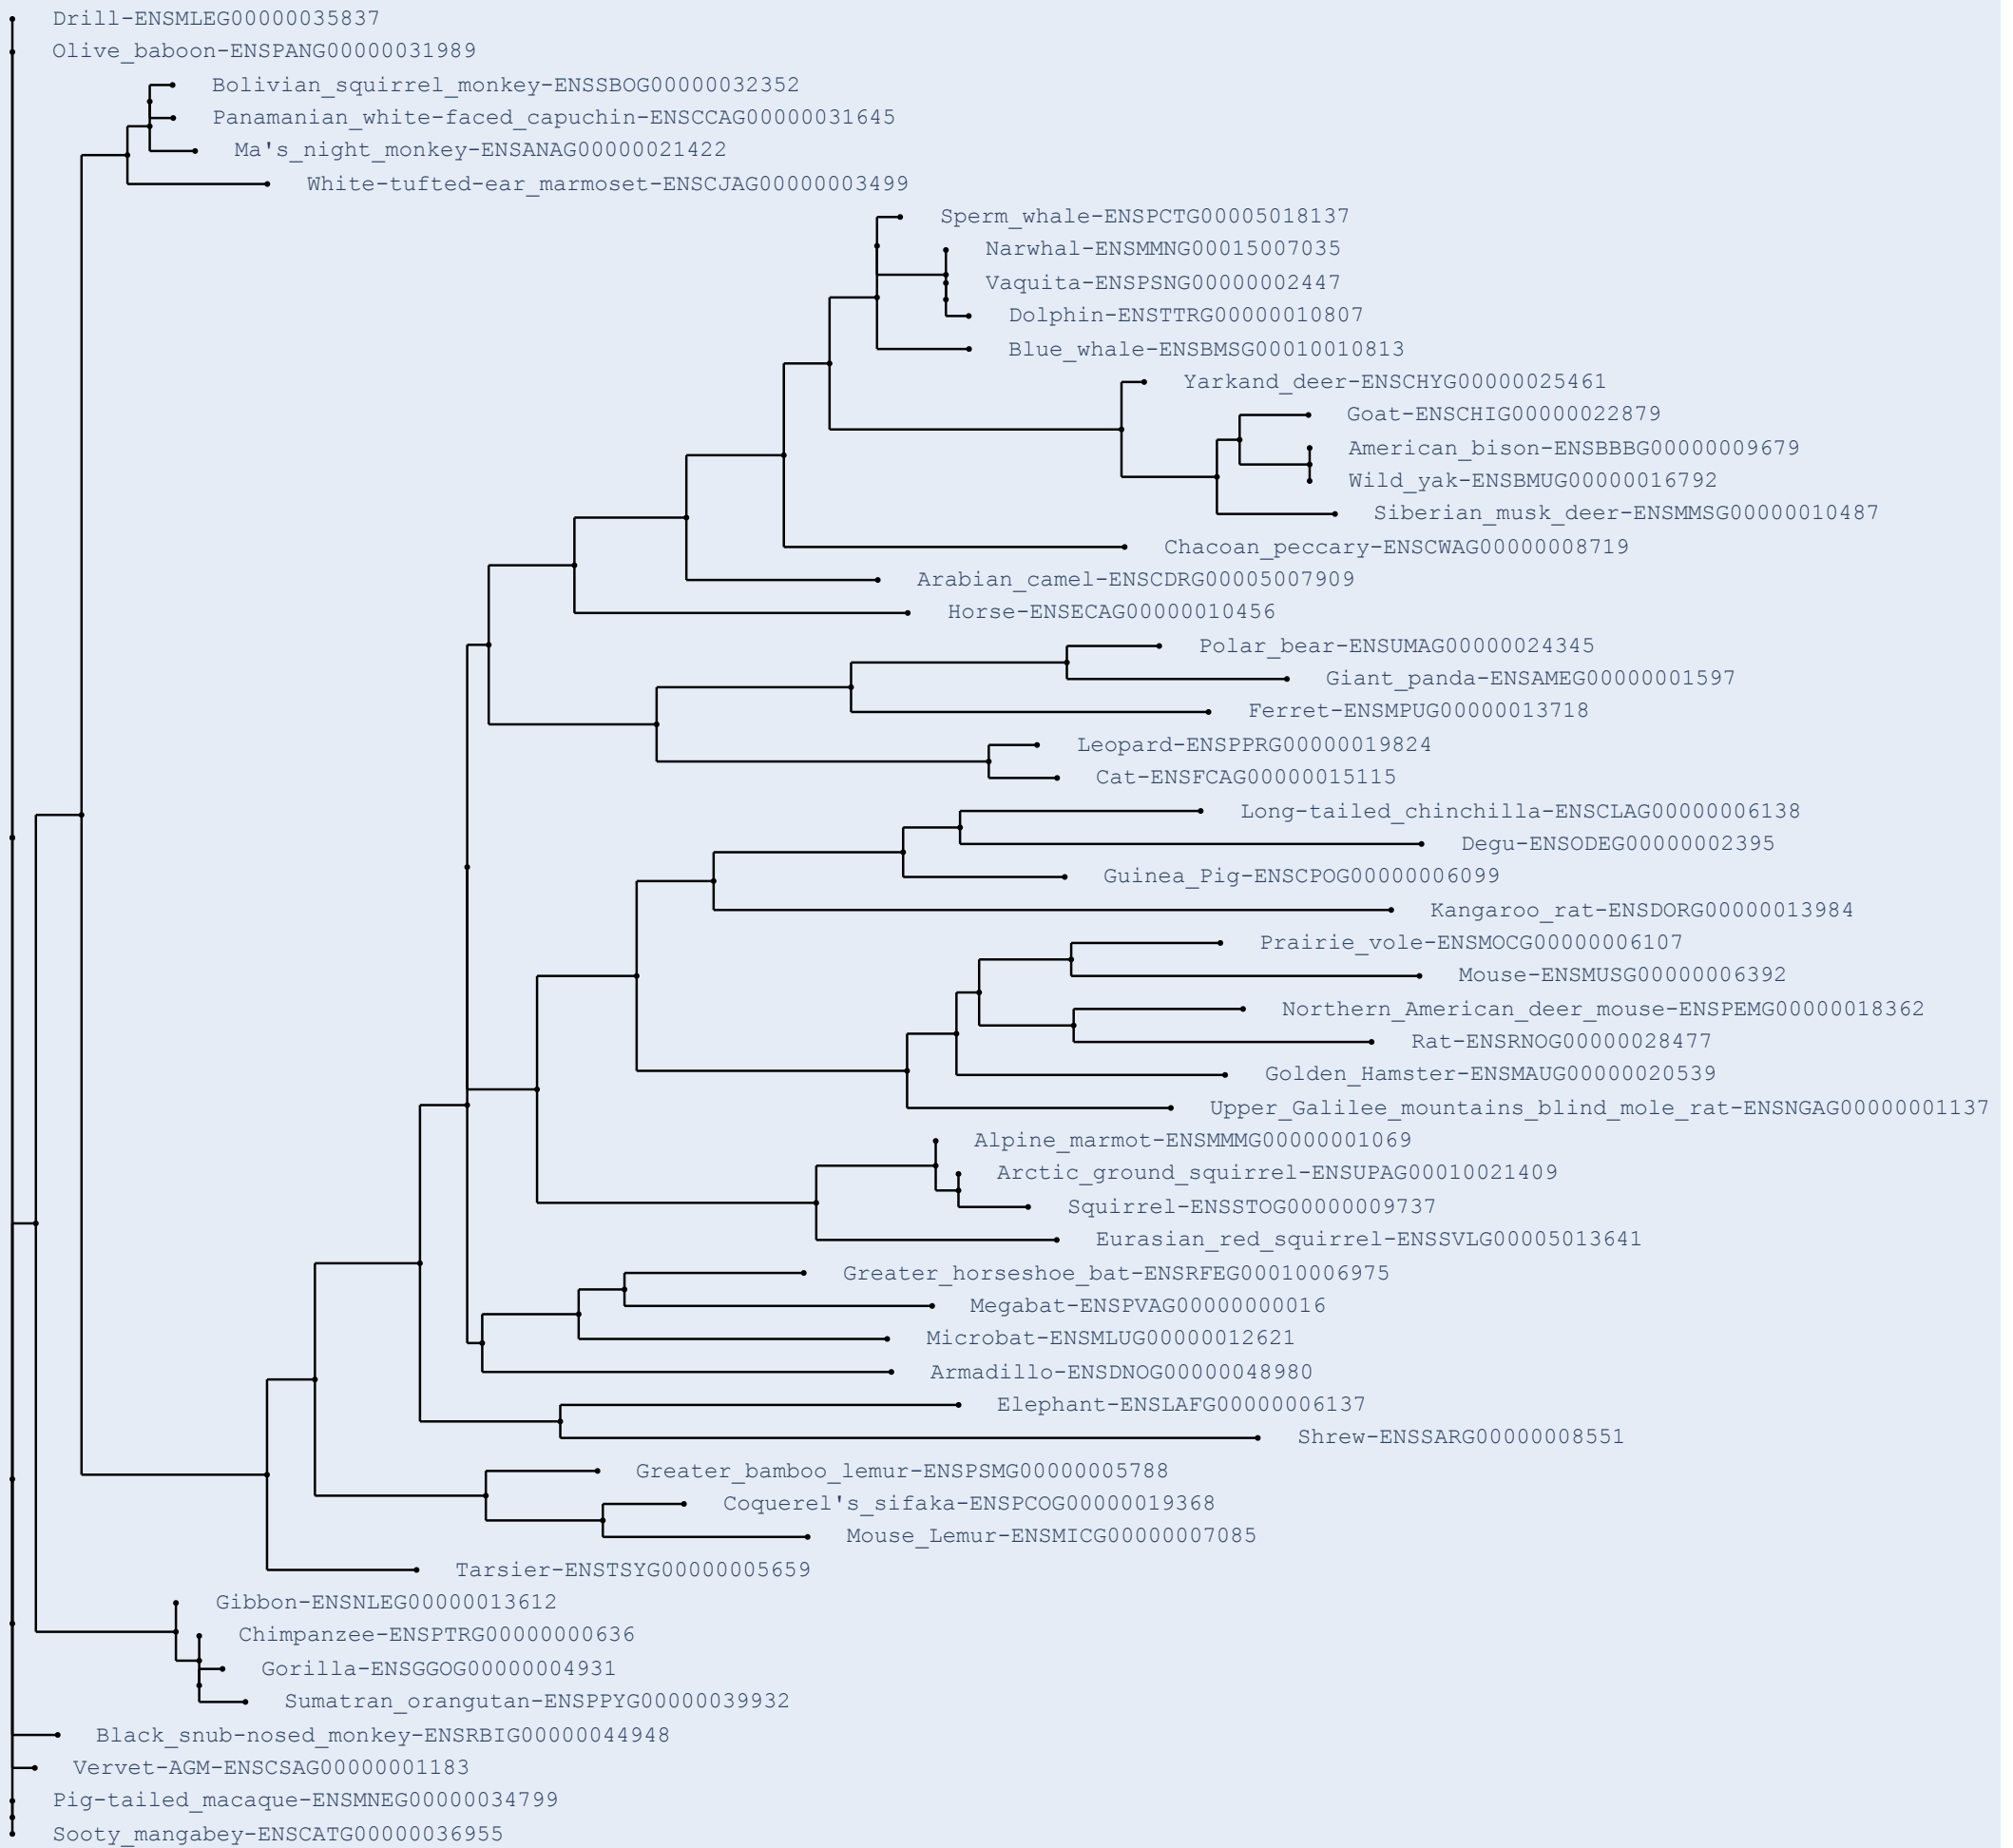 Drill-ENSMLEG00000035837
Olive_baboon-ENSPANG00000031989
Bolivian_squirrel_monkey-ENSSBOG00000032352
Panamanian_white-faced_capuchin-ENSCCAG00000031645
Ma's_night_monkey-ENSANAG00000021422
White-tufted-ear_marmoset-ENSCJAG00000003499
Sperm_whale-ENSPCTG00005018137
Narwhal-ENSMMNG00015007035
Vaquita-ENSPSNG00000002447
Dolphin-ENSTTRG00000010807
Blue_whale-ENSBMSG00010010813
Yarkand_deer-ENSCHYG00000025461
Goat-ENSCHIG00000022879
American_bison-ENSBBBG00000009679
Wild_yak-ENSBMUG00000016792
Siberian_musk_deer-ENSMMSG00000010487
Chacoan_peccary-ENSCWAG00000008719
Arabian_camel-ENSCDRG00005007909
Horse-ENSECAG00000010456
Polar_bear-ENSUMAG00000024345
Giant_panda-ENSAMEG00000001597
Ferret-ENSMPUG00000013718
Leopard-ENSPPRG00000019824
Cat-ENSFCAG00000015115
Long-tailed_chinchilla-ENSCLAG00000006138
Degu-ENSODEG00000002395
Guinea_Pig-ENSCPOG00000006099
Kangaroo_rat-ENSDORG00000013984
Prairie_vole-ENSMOCG00000006107
Mouse-ENSMUSG00000006392
Northern_American_deer_mouse-ENSPEMG00000018362
Rat-ENSRNOG00000028477
Golden_Hamster-ENSMAUG00000020539
Upper_Galilee_mountains_blind_mole_rat-ENSNGAG00000001137
Alpine_marmot-ENSMMMG00000001069
Arctic_ground_squirrel-ENSUPAG00010021409
Squirrel-ENSSTOG00000009737
Eurasian_red_squirrel-ENSSVLG00005013641
Greater_horseshoe_bat-ENSRFEG00010006975
Megabat-ENSPVAG00000000016
Microbat-ENSMLUG00000012621
Armadillo-ENSDNOG00000048980
Elephant-ENSLAFG00000006137
Shrew-ENSSARG00000008551
Greater_bamboo_lemur-ENSPSMG00000005788
Coquerel's_sifaka-ENSPCOG00000019368
Mouse_Lemur-ENSMICG00000007085
Tarsier-ENSTSYG00000005659
Gibbon-ENSNLEG00000013612
Chimpanzee-ENSPTRG00000000636
Gorilla-ENSGGOG00000004931
Sumatran_orangutan-ENSPPYG00000039932
Black_snub-nosed_monkey-ENSRBIG00000044948
Vervet-AGM-ENSCSAG00000001183
Pig-tailed_macaque-ENSMNEG00000034799
Sooty_mangabey-ENSCATG00000036955